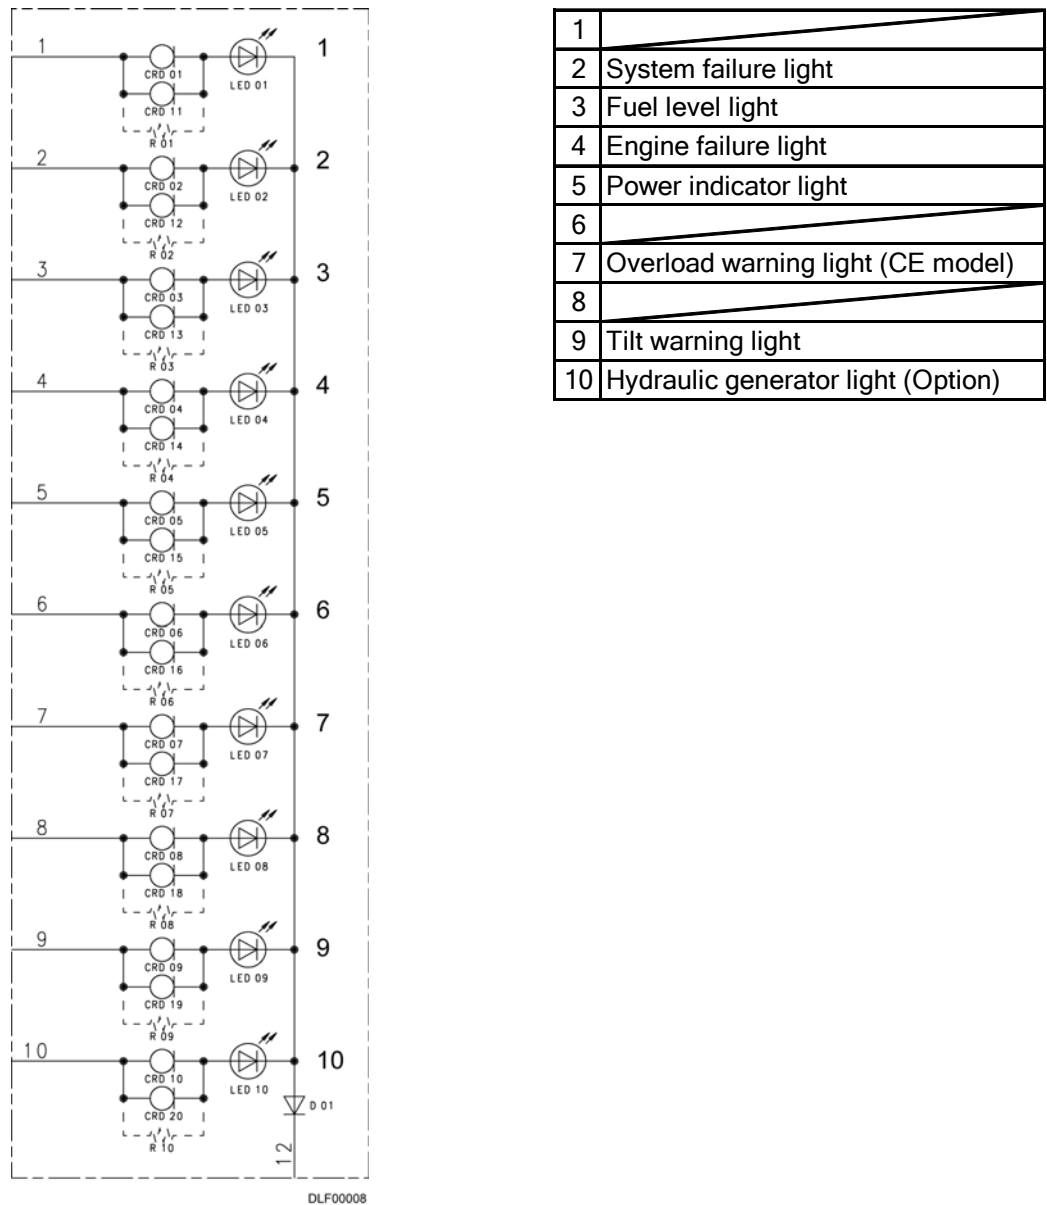 1 1
CRD 01
LED 01
CRD 11
R 01
2 2
CRD 02
LED 02
CRD 12
R 02
3 3
CRD 03
LED 03
CRD 13
R 03
4 4
CRD 04
LED 04
CRD 14
R 04
5 5
CRD 05
LED 05
CRD 15
R 05
6 6
CRD 06
LED 06
CRD 16
R 06
7 7
CRD 07
LED 07
CRD 17
R 07
8 8
CRD 08
LED 08
CRD 18
R 08
9 9
CRD 09
LED 09
CRD 19
R 09
10 10
CRD 10
LED 10
CRD 20
R 10
D 01
12
DLF00008
1
2 System failure light
3 Fuel level light
4 Engine failure light
5 Power indicator light
6
7 Overload warning light (CE model)
8
9 Tilt warning light
10 Hydraulic generator light (Option)